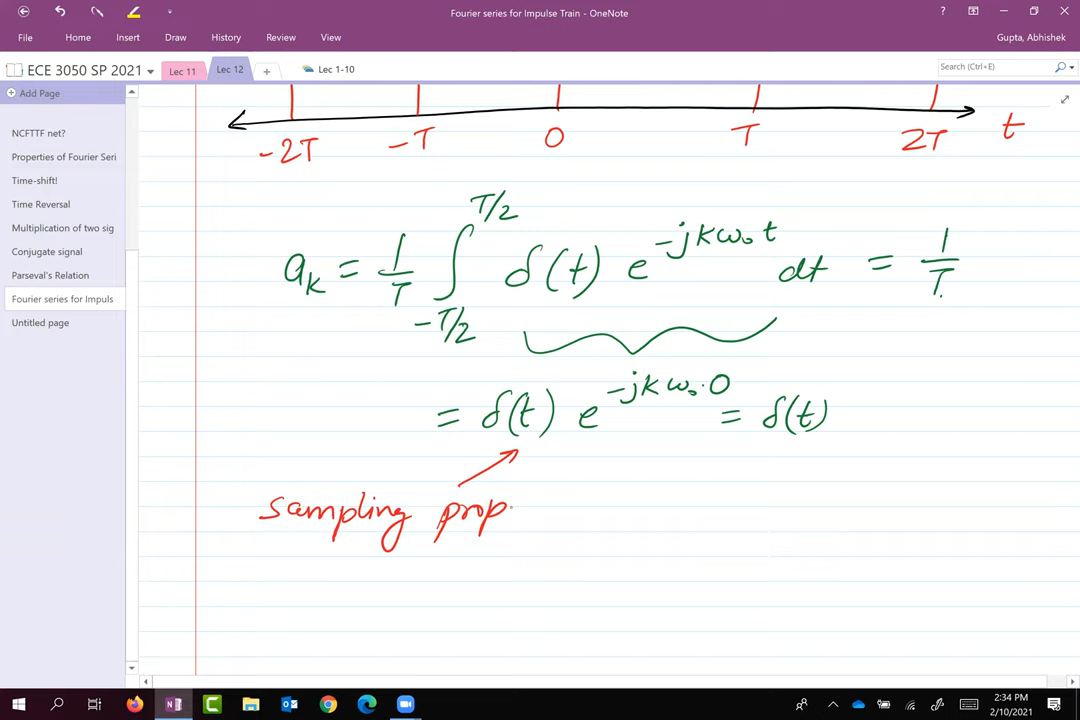 Fourier series for Impulse Train - OneNote
?
File Home Insert Draw History Review View Gupta, Abhishek
ECE 3050 SP 2021 Lec 11 Lec 12 + Lec 1-10 Search (Ctrl+E)
Add Page
NCFTTF net?
Properties of Fourier Seri
Time-shift!
Time Reversal
Multiplication of two sig
Conjugate signal
Parseval's Relation
Fourier series for Impuls
Untitled page
-2T -T 0 T 2T t
a_k = 1/T ∫_{-T/2}^{T/2} δ(t) e^{-jkω₀t} dt = 1/T
= δ(t) e^{-jkω₀·0} = δ(t)
sampling prop
2:34 PM
2/10/2021